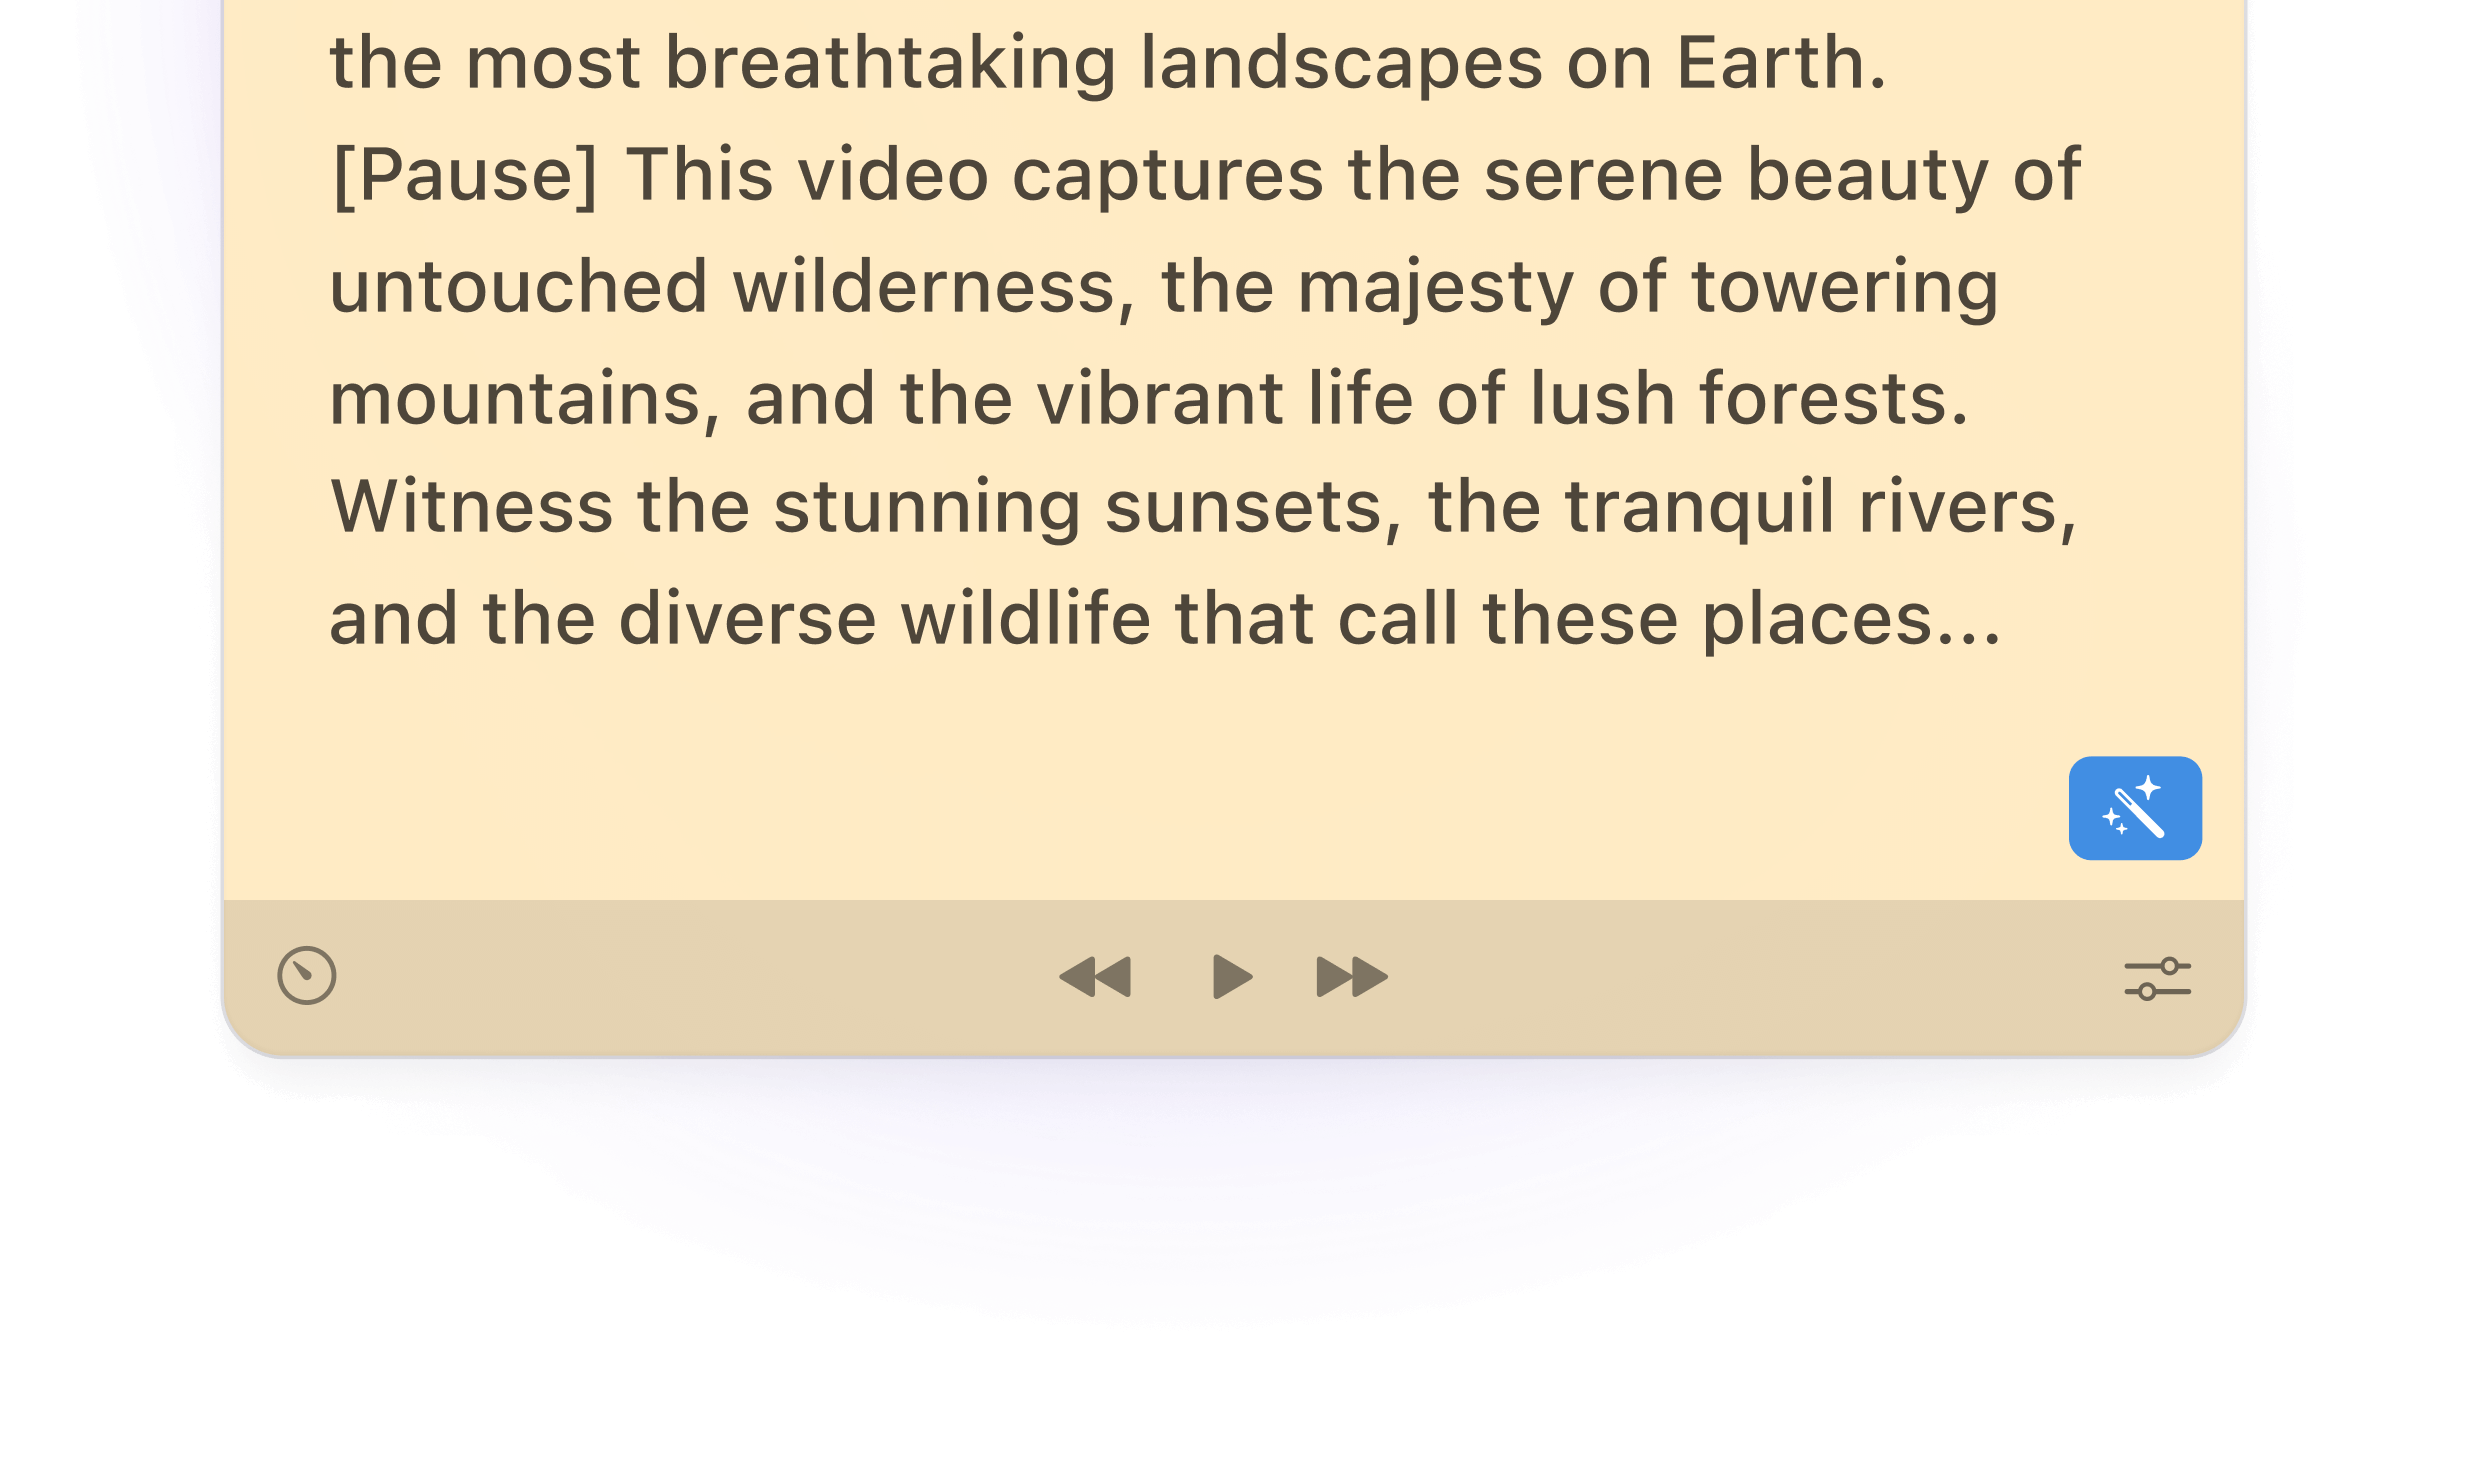 the most breathtaking landscapes on Earth.
[Pause] This video captures the serene beauty of
untouched wilderness, the majesty of towering
mountains, and the vibrant life of lush forests.
Witness the stunning sunsets, the tranquil rivers,
and the diverse wildlife that call these places...